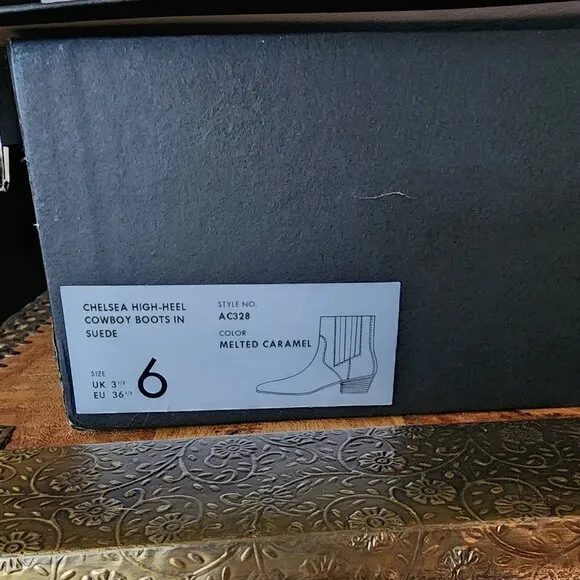 CHELSEA HIGH-HEEL
COWBOY BOOTS IN
SUEDE
STYLE NO.
AC328
COLOR
MELTED CARAMEL
SIZE
UK 3 1/2
EU 36 1/2
6